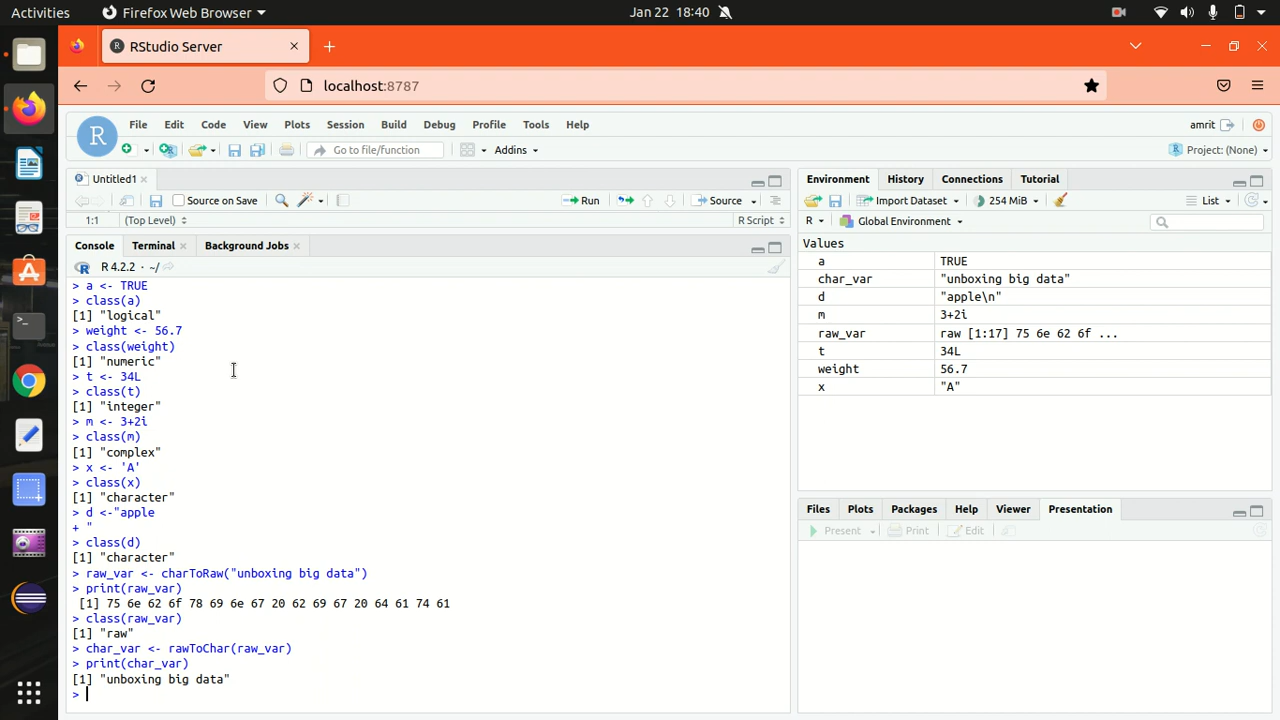 Activities Firefox Web Browser Jan 22 18:40
RStudio Server
localhost:8787
R File Edit Code View Plots Session Build Debug Profile Tools Help amrit
Go to file/function Addins Project: (None)
Untitled1
Source on Save Run Source
1:1 (Top Level) R Script
Console Terminal Background Jobs
R R 4.2.2 · ~/
> a <- TRUE
> class(a)
[1] "logical"
> weight <- 56.7
> class(weight)
[1] "numeric"
> t <- 34L
> class(t)
[1] "integer"
> m <- 3+2i
> class(m)
[1] "complex"
> x <- 'A'
> class(x)
[1] "character"
> d <-"apple
+ "
> class(d)
[1] "character"
> raw_var <- charToRaw("unboxing big data")
> print(raw_var)
[1] 75 6e 62 6f 78 69 6e 67 20 62 69 67 20 64 61 74 61
> class(raw_var)
[1] "raw"
> char_var <- rawToChar(raw_var)
> print(char_var)
[1] "unboxing big data"
>
Environment History Connections Tutorial
Import Dataset 254 MiB List
R Global Environment
Values
a TRUE
char_var "unboxing big data"
d "apple\n"
m 3+2i
raw_var raw [1:17] 75 6e 62 6f ...
t 34L
weight 56.7
x "A"
Files Plots Packages Help Viewer Presentation
Present Print Edit